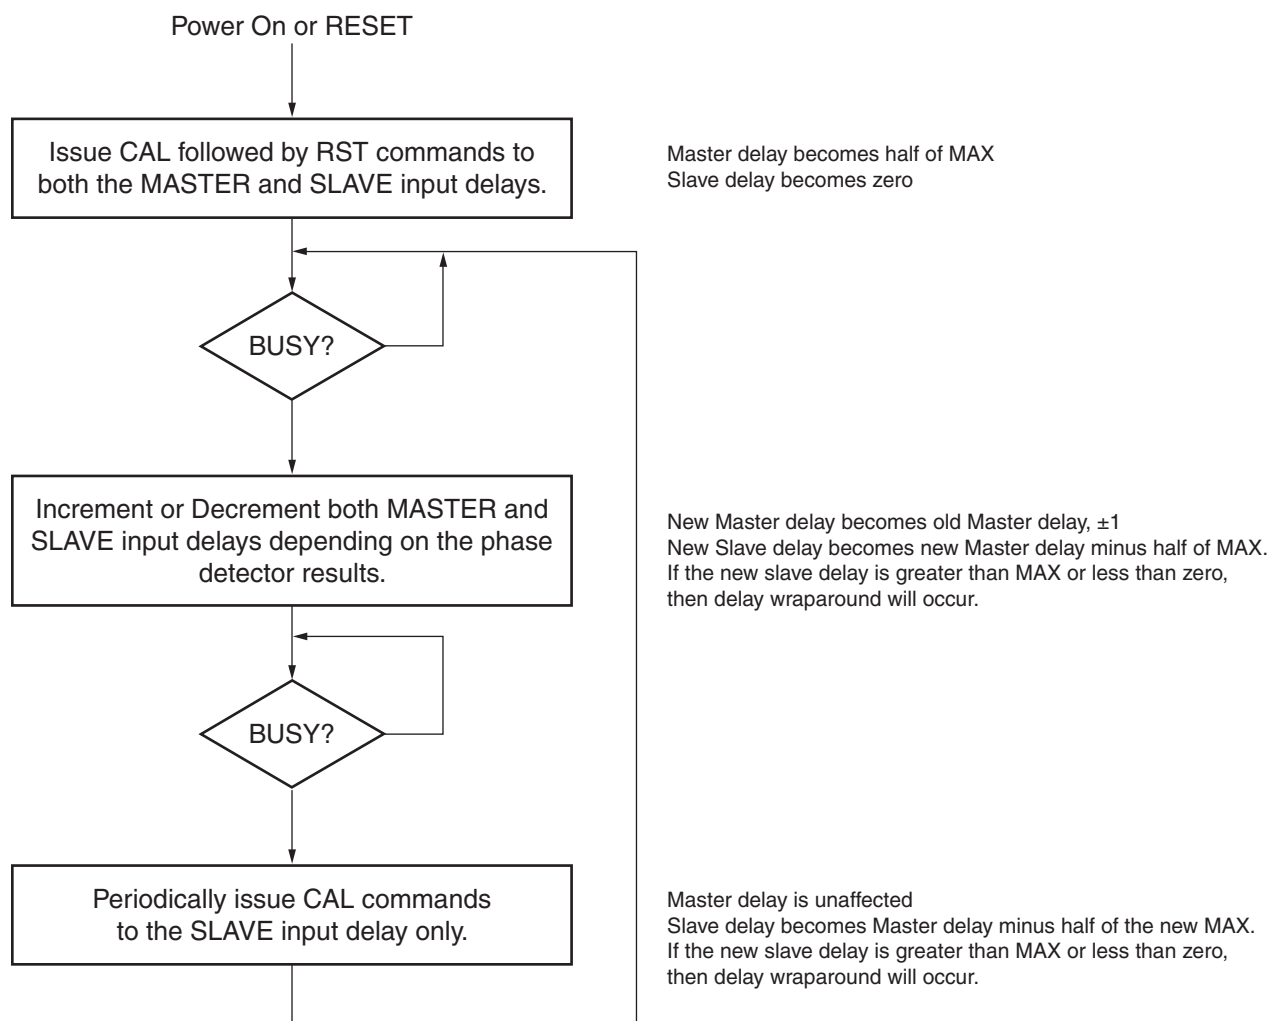 Power On or RESET
Issue CAL followed by RST commands to
both the MASTER and SLAVE input delays.
Master delay becomes half of MAX
Slave delay becomes zero
BUSY?
Increment or Decrement both MASTER and
SLAVE input delays depending on the phase
detector results.
New Master delay becomes old Master delay, ±1
New Slave delay becomes new Master delay minus half of MAX.
If the new slave delay is greater than MAX or less than zero,
then delay wraparound will occur.
BUSY?
Periodically issue CAL commands
to the SLAVE input delay only.
Master delay is unaffected
Slave delay becomes Master delay minus half of the new MAX.
If the new slave delay is greater than MAX or less than zero,
then delay wraparound will occur.